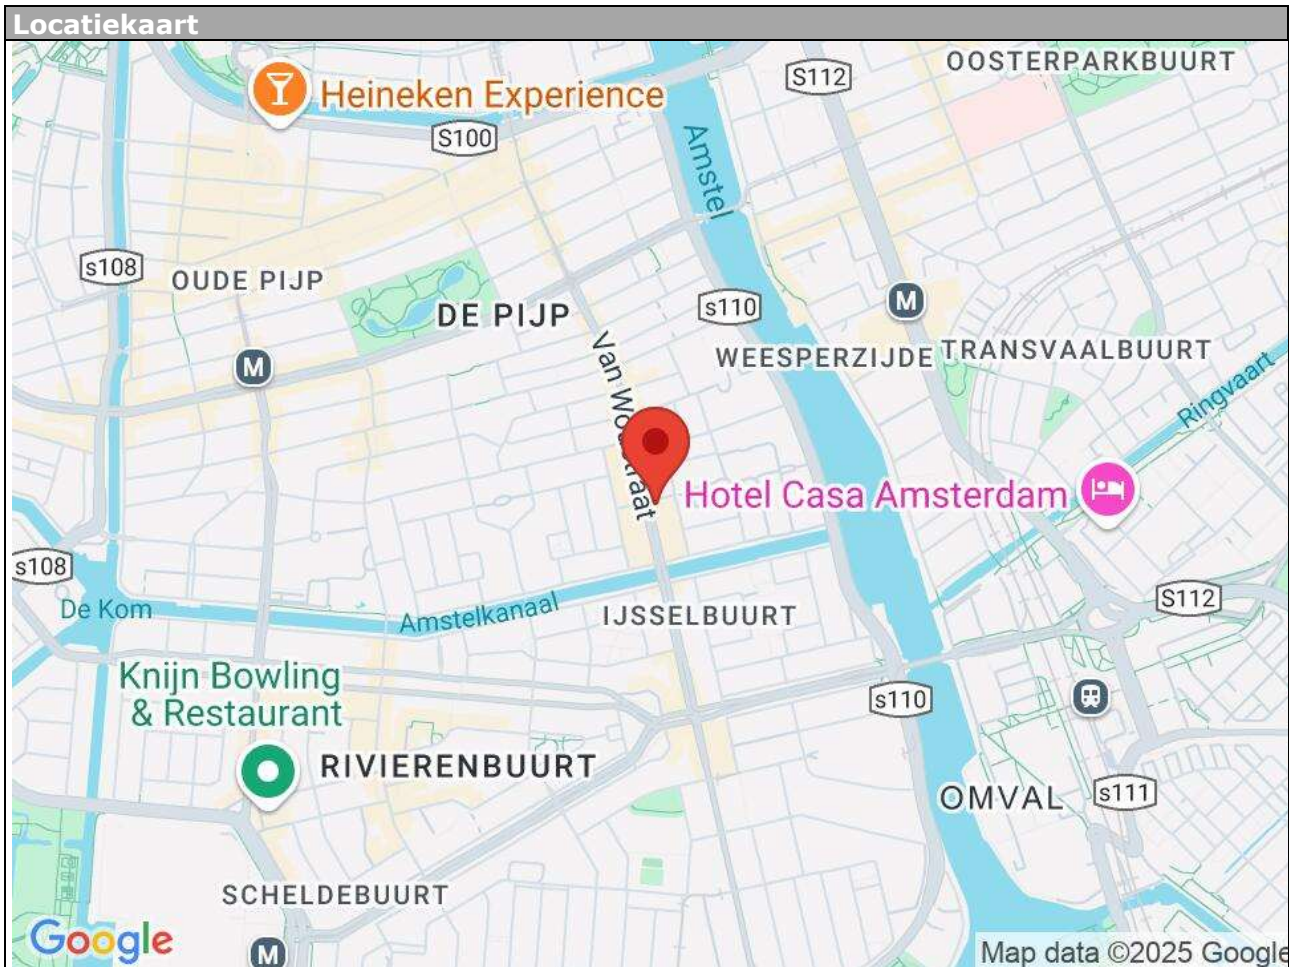 Locatiekaart
Heineken Experience
S112
OOSTERPARKBUURT
S100
Amstel
s108
OUDE PIJP
DE PIJP
s110
M
M
WEESPERZIJDE
TRANSVAALBUURT
Ringvaart
Van Wo
straat
Hotel Casa Amsterdam
s108
De Kom
Amstelkanaal
IJSSELBUURT
S112
Knijn Bowling
& Restaurant
s110
RIVIERENBUURT
OMVAL
s111
SCHELDEBUURT
Google
M
Map data ©2025 Google